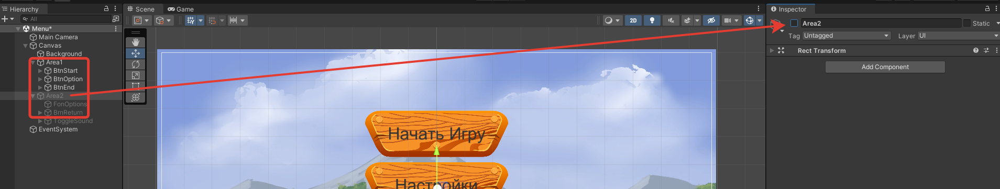 Hierarchy
All
Menu*
Main Camera
Canvas
Background
Area1
BtnStart
BtnOption
BtnEnd
Area2
FonOptions
BrnReturn
ToggleSound
EventSystem
Scene
Game
2D
Начать Игру
Настройки
Inspector
Area2
Static
Tag Untagged Layer UI
Rect Transform
Add Component